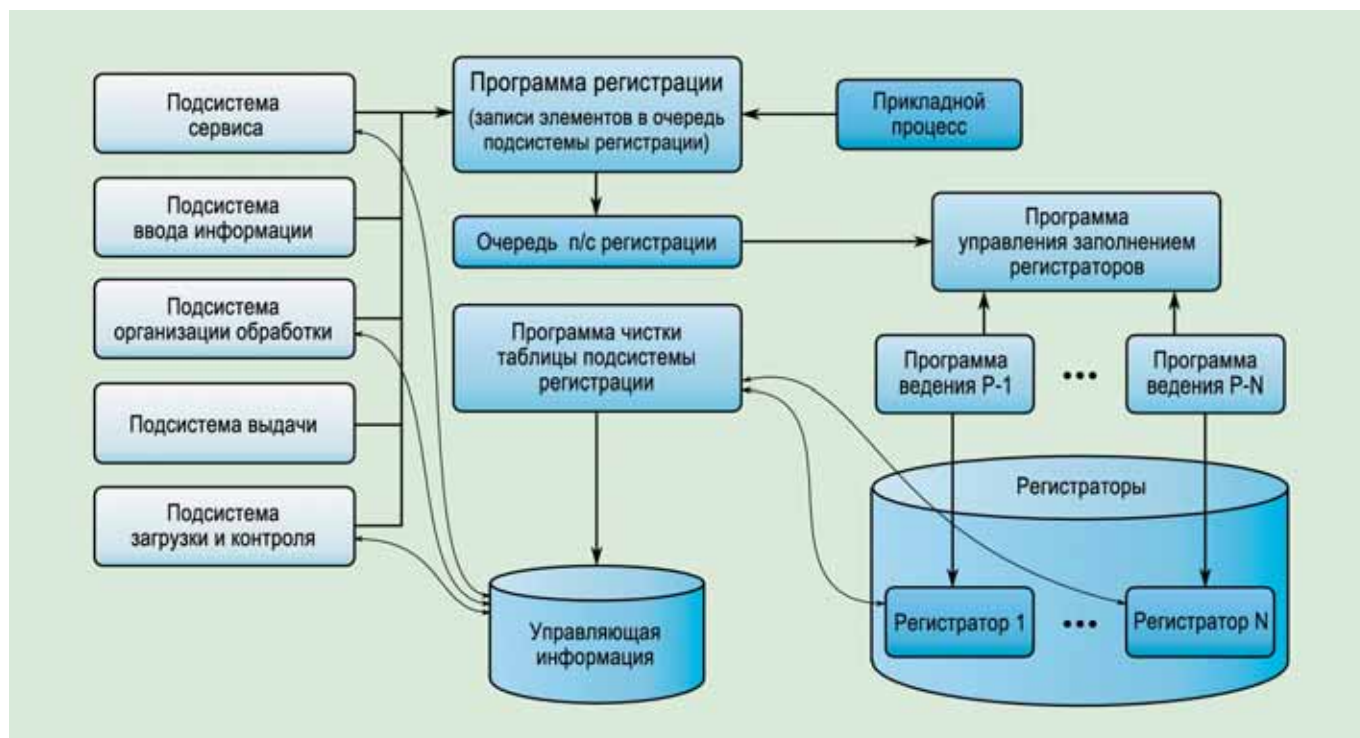 Подсистема
сервиса
Подсистема
ввода информации
Подсистема
организации обработки
Подсистема выдачи
Подсистема
загрузки и контроля
Программа регистрации
(записи элементов в очередь
подсистемы регистрации)
Прикладной
процесс
Очередь п/с регистрации
Программа
управления заполнением
регистраторов
Программа чистки
таблицы подсистемы
регистрации
Программа
ведения Р-1
•••
Программа
ведения Р-N
Регистраторы
Регистратор 1
•••
Регистратор N
Управляющая
информация